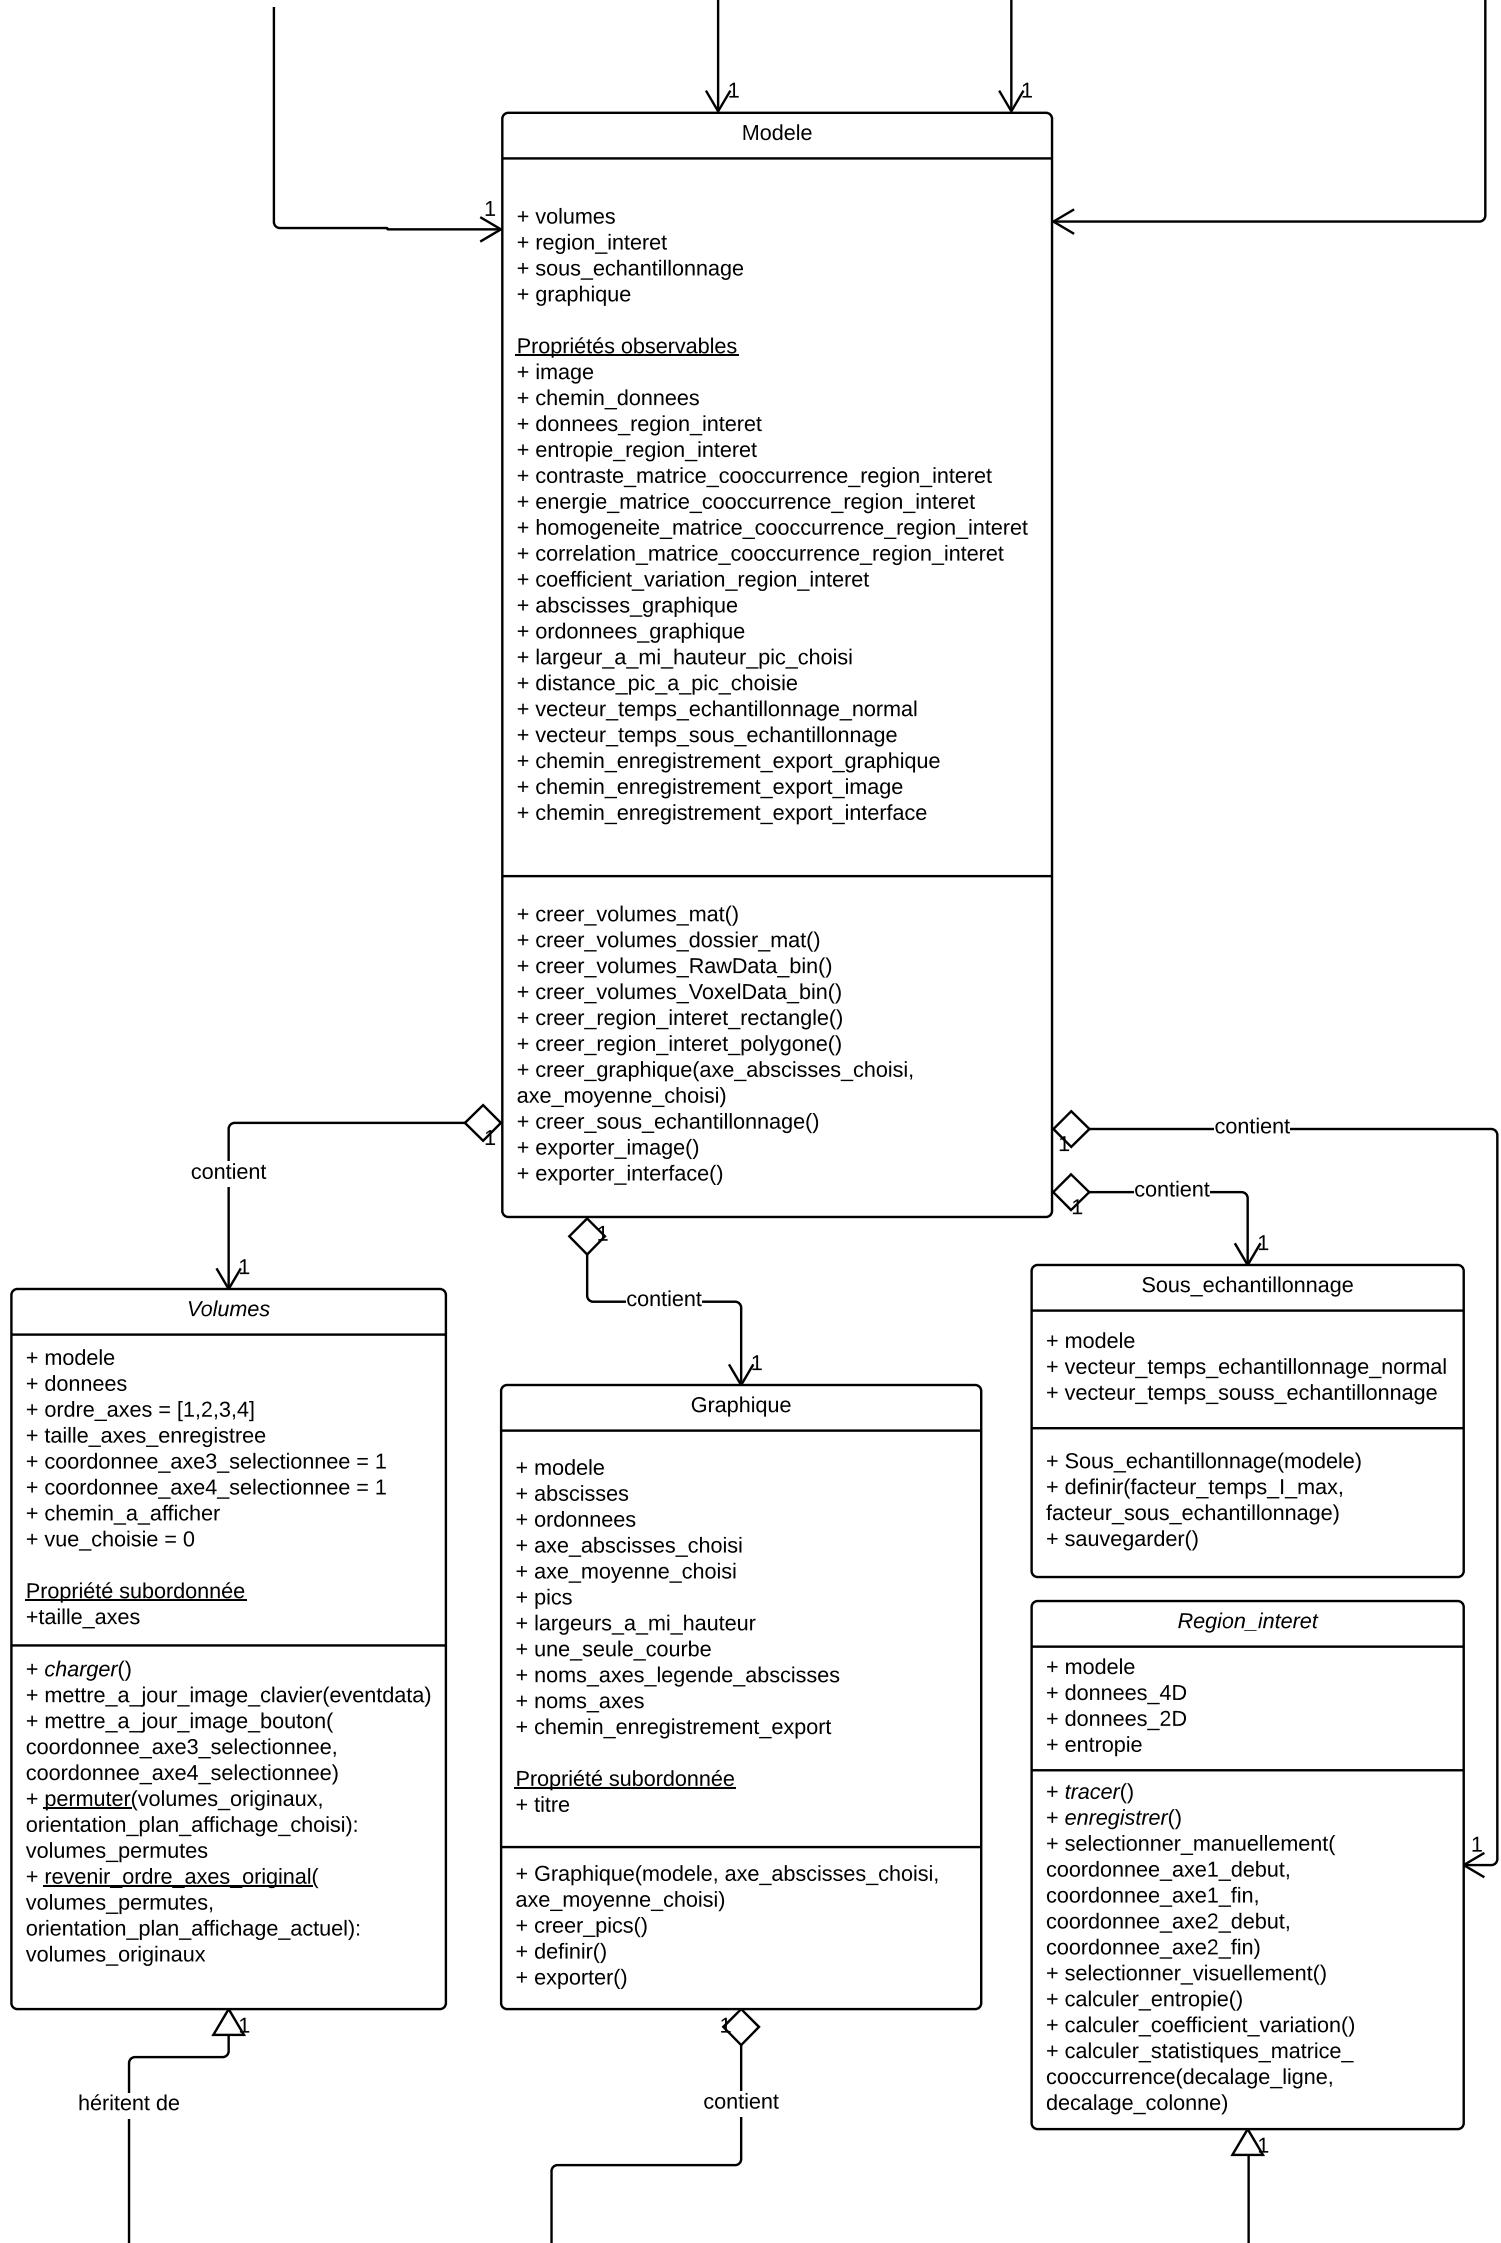 1
1
Modele
1
+ volumes
+ region_interet
+ sous_echantillonnage
+ graphique
Propriétés observables
+ image
+ chemin_donnees
+ donnees_region_interet
+ entropie_region_interet
+ contraste_matrice_cooccurrence_region_interet
+ energie_matrice_cooccurrence_region_interet
+ homogeneite_matrice_cooccurrence_region_interet
+ correlation_matrice_cooccurrence_region_interet
+ coefficient_variation_region_interet
+ abscisses_graphique
+ ordonnees_graphique
+ largeur_a_mi_hauteur_pic_choisi
+ distance_pic_a_pic_choisie
+ vecteur_temps_echantillonnage_normal
+ vecteur_temps_sous_echantillonnage
+ chemin_enregistrement_export_graphique
+ chemin_enregistrement_export_image
+ chemin_enregistrement_export_interface
+ creer_volumes_mat()
+ creer_volumes_dossier_mat()
+ creer_volumes_RawData_bin()
+ creer_volumes_VoxelData_bin()
+ creer_region_interet_rectangle()
+ creer_region_interet_polygone()
+ creer_graphique(axe_abscisses_choisi,
axe_moyenne_choisi)
+ creer_sous_echantillonnage()
+ exporter_image()
+ exporter_interface()
1
contient
1
1
contient
1
1
contient
1
1
contient
1
Volumes
+ modele
+ donnees
+ ordre_axes = [1,2,3,4]
+ taille_axes_enregistree
+ coordonnee_axe3_selectionnee = 1
+ coordonnee_axe4_selectionnee = 1
+ chemin_a_afficher
+ vue_choisie = 0
Propriété subordonnée
+taille_axes
+ charger()
+ mettre_a_jour_image_clavier(eventdata)
+ mettre_a_jour_image_bouton(
coordonnee_axe3_selectionnee,
coordonnee_axe4_selectionnee)
+ permuter(volumes_originaux,
orientation_plan_affichage_choisi):
volumes_permutes
+ revenir_ordre_axes_original(
volumes_permutes,
orientation_plan_affichage_actuel):
volumes_originaux
1
héritent de
Graphique
+ modele
+ abscisses
+ ordonnees
+ axe_abscisses_choisi
+ axe_moyenne_choisi
+ pics
+ largeurs_a_mi_hauteur
+ une_seule_courbe
+ noms_axes_legende_abscisses
+ noms_axes
+ chemin_enregistrement_export
Propriété subordonnée
+ titre
+ Graphique(modele, axe_abscisses_choisi,
axe_moyenne_choisi)
+ creer_pics()
+ definir()
+ exporter()
1
contient
Sous_echantillonnage
+ modele
+ vecteur_temps_echantillonnage_normal
+ vecteur_temps_souss_echantillonnage
+ Sous_echantillonnage(modele)
+ definir(facteur_temps_I_max,
facteur_sous_echantillonnage)
+ sauvegarder()
Region_interet
+ modele
+ donnees_4D
+ donnees_2D
+ entropie
+ tracer()
+ enregistrer()
+ selectionner_manuellement(
coordonnee_axe1_debut,
coordonnee_axe1_fin,
coordonnee_axe2_debut,
coordonnee_axe2_fin)
+ selectionner_visuellement()
+ calculer_entropie()
+ calculer_coefficient_variation()
+ calculer_statistiques_matrice_
cooccurrence(decalage_ligne,
decalage_colonne)
1